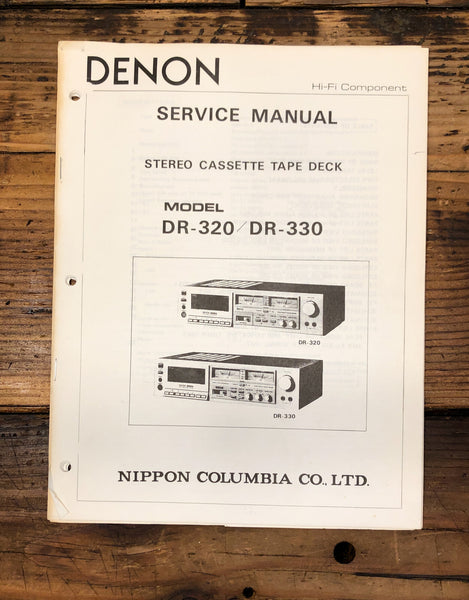 DENON
Hi-Fi Component
SERVICE MANUAL
STEREO CASSETTE TAPE DECK
MODEL
DR-320/DR-330
DR-320
DR-330
NIPPON COLUMBIA CO., LTD.